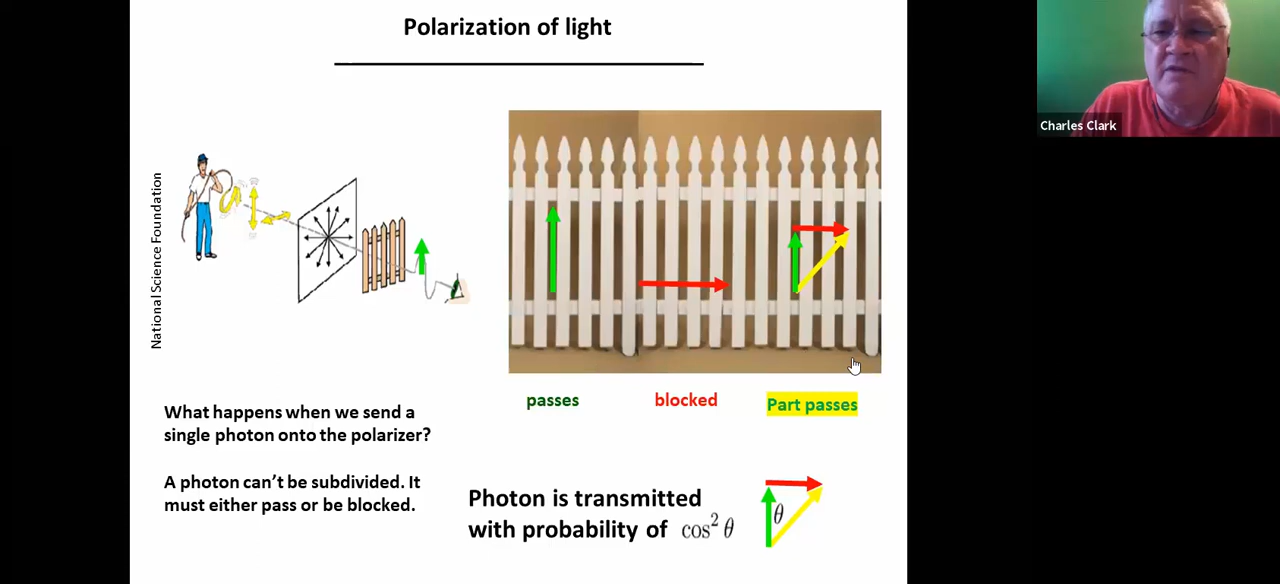 Polarization of light
Charles Clark
National Science Foundation
passes
blocked
Part passes
What happens when we send a
single photon onto the polarizer?
A photon can’t be subdivided. It
must either pass or be blocked.
Photon is transmitted
with probability of cos² θ
θ